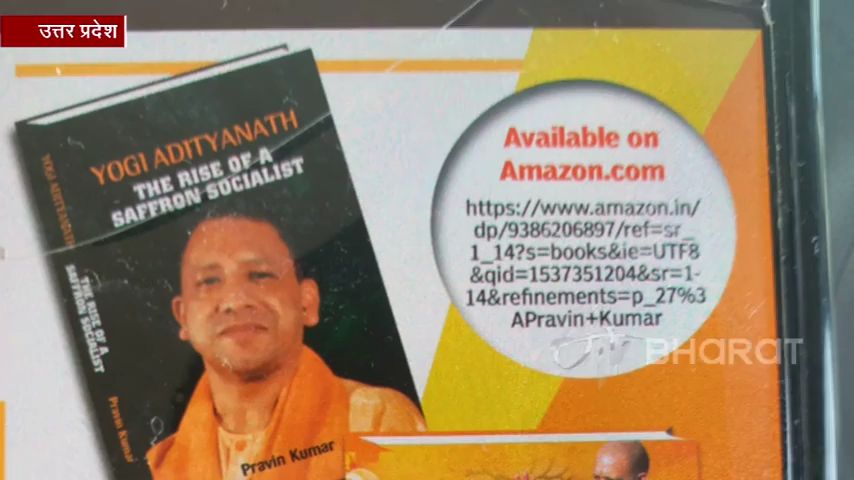 उत्तर प्रदेश
YOGI ADITYANATH
THE RISE OF A
SAFFRON SOCIALIST
YOGI ADITYANATH
THE RISE OF A
SAFFRON SOCIALIST
Pravin Kumar
Pravin Kumar
Available on
Amazon.com
https://www.amazon.in/
dp/9386206897/ref=sr_
1_14?s=books&ie=UTF8
&qid=1537351204&sr=1-
14&refinements=p_27%3
APravin+Kumar
BHARAT